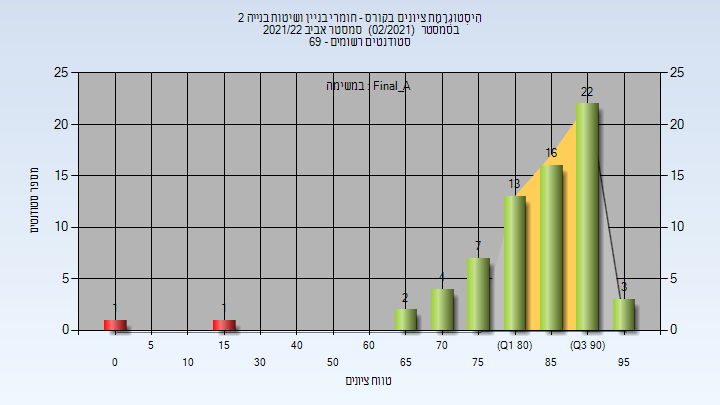 הִיסְטוֹגְרַמַת ציונים בקורס - חומרי בניין ושיטות בנייה 2
בסמסטר (02/2021) סמסטר אביב 2021/22
סטודנטים רשומים - 69
במשימה : Final_A
מספר סטודנטים
25 25
20 20
15 15
10 10
5 5
0 0
1 1 2 4 7 13 16 22 3
5 15 30 40 60 70 (Q1 80) (Q3 90)
0 10 30 50 65 75 85 95
טווח ציונים